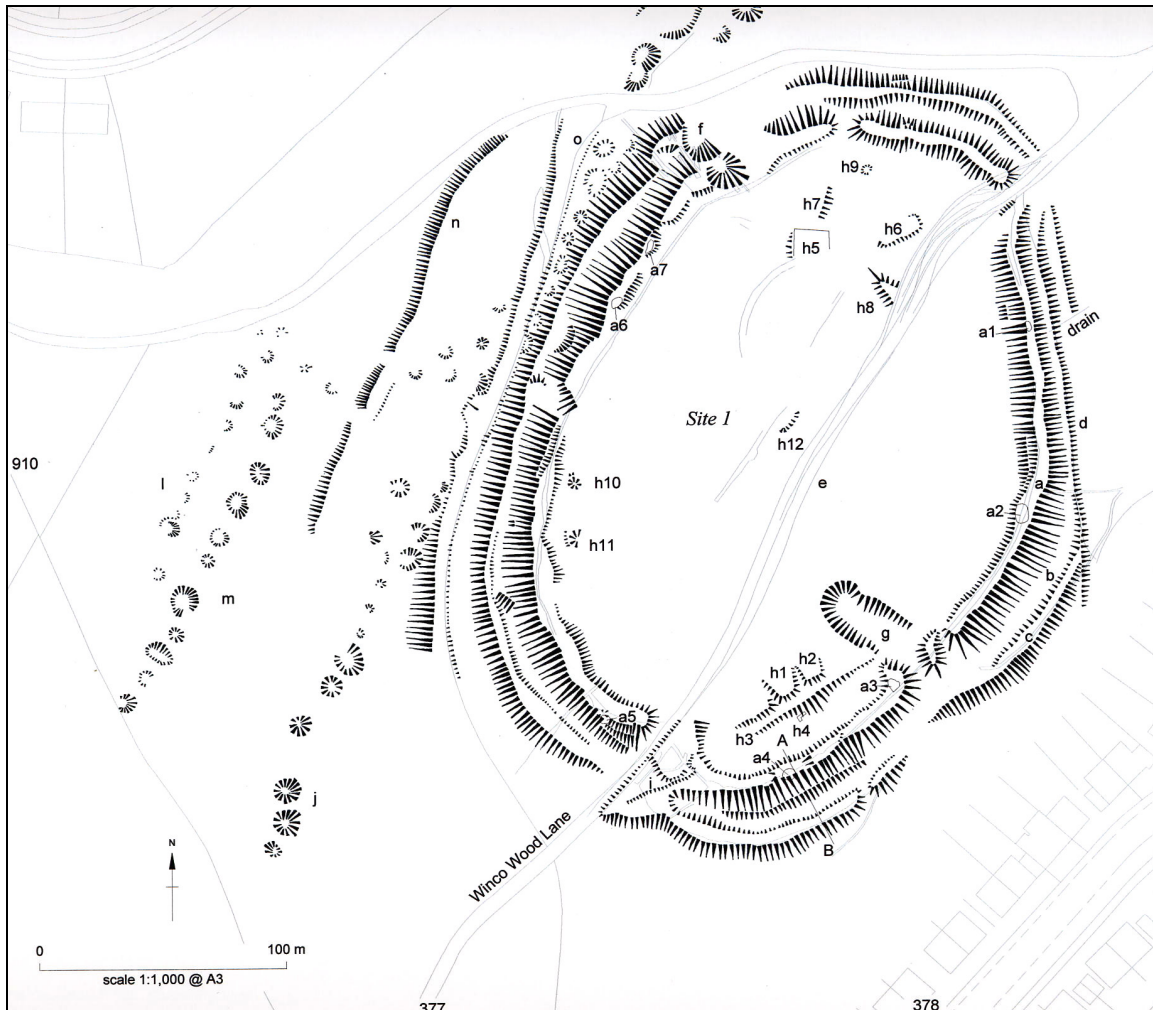 o
f
h9
n
h7
h6
h5
a7
h8
a6
a1
drain
Site 1
d
h12
910
e
a
l
h10
a2
h11
b
m
g
c
h2
h1
a3
h3
h4
a5
A
a4
i
j
B
N
Winco Wood Lane
0
100 m
scale 1:1,000 @ A3
377
378